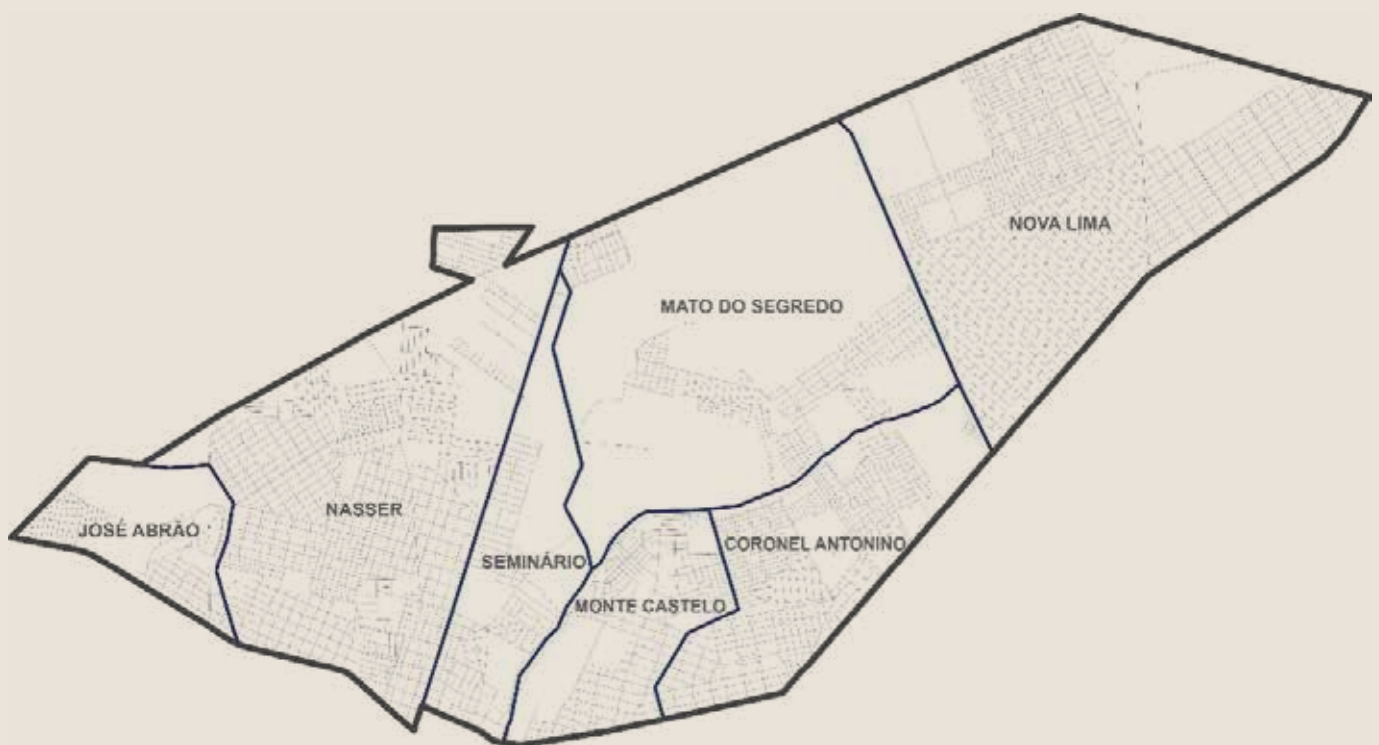 NOVA LIMA
MATO DO SEGREDO
NASSER
JOSÉ ABRÃO
CORONEL ANTONINO
SEMINÁRIO
MONTE CASTELO